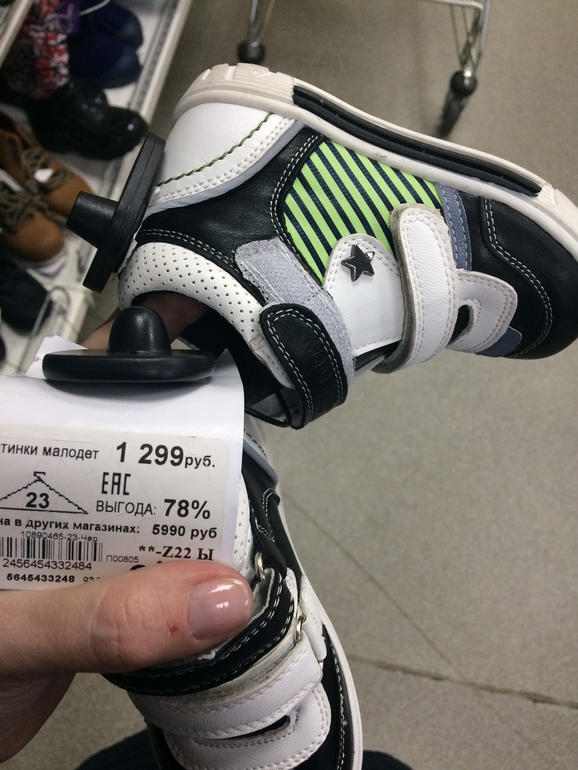 тинки малодет 1 299руб.
23
ЕАС
ВЫГОДА: 78%
на в других магазинах: 5990 руб
10890465-23-Чер
П00805
**-Z22 Ы
2456454332484
5645433248